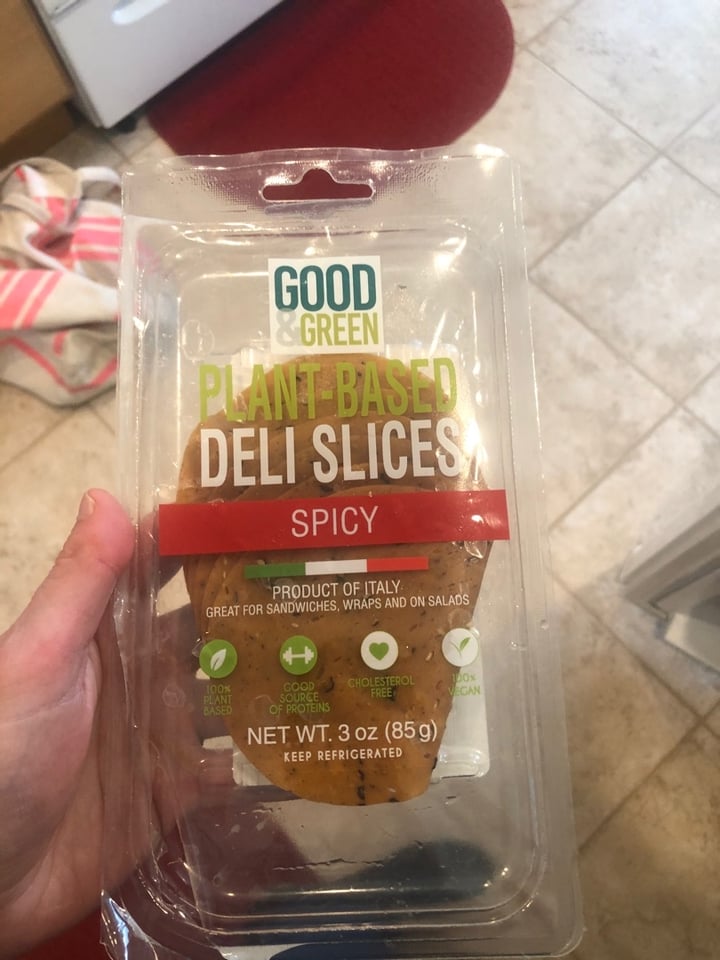 GOOD
& GREEN
PLANT-BASED
DELI SLICES
SPICY
PRODUCT OF ITALY
GREAT FOR SANDWICHES, WRAPS AND ON SALADS
100%
PLANT
BASED
GOOD
SOURCE
OF PROTEINS
CHOLESTEROL
FREE
100%
VEGAN
NET WT. 3 oz (85g)
KEEP REFRIGERATED